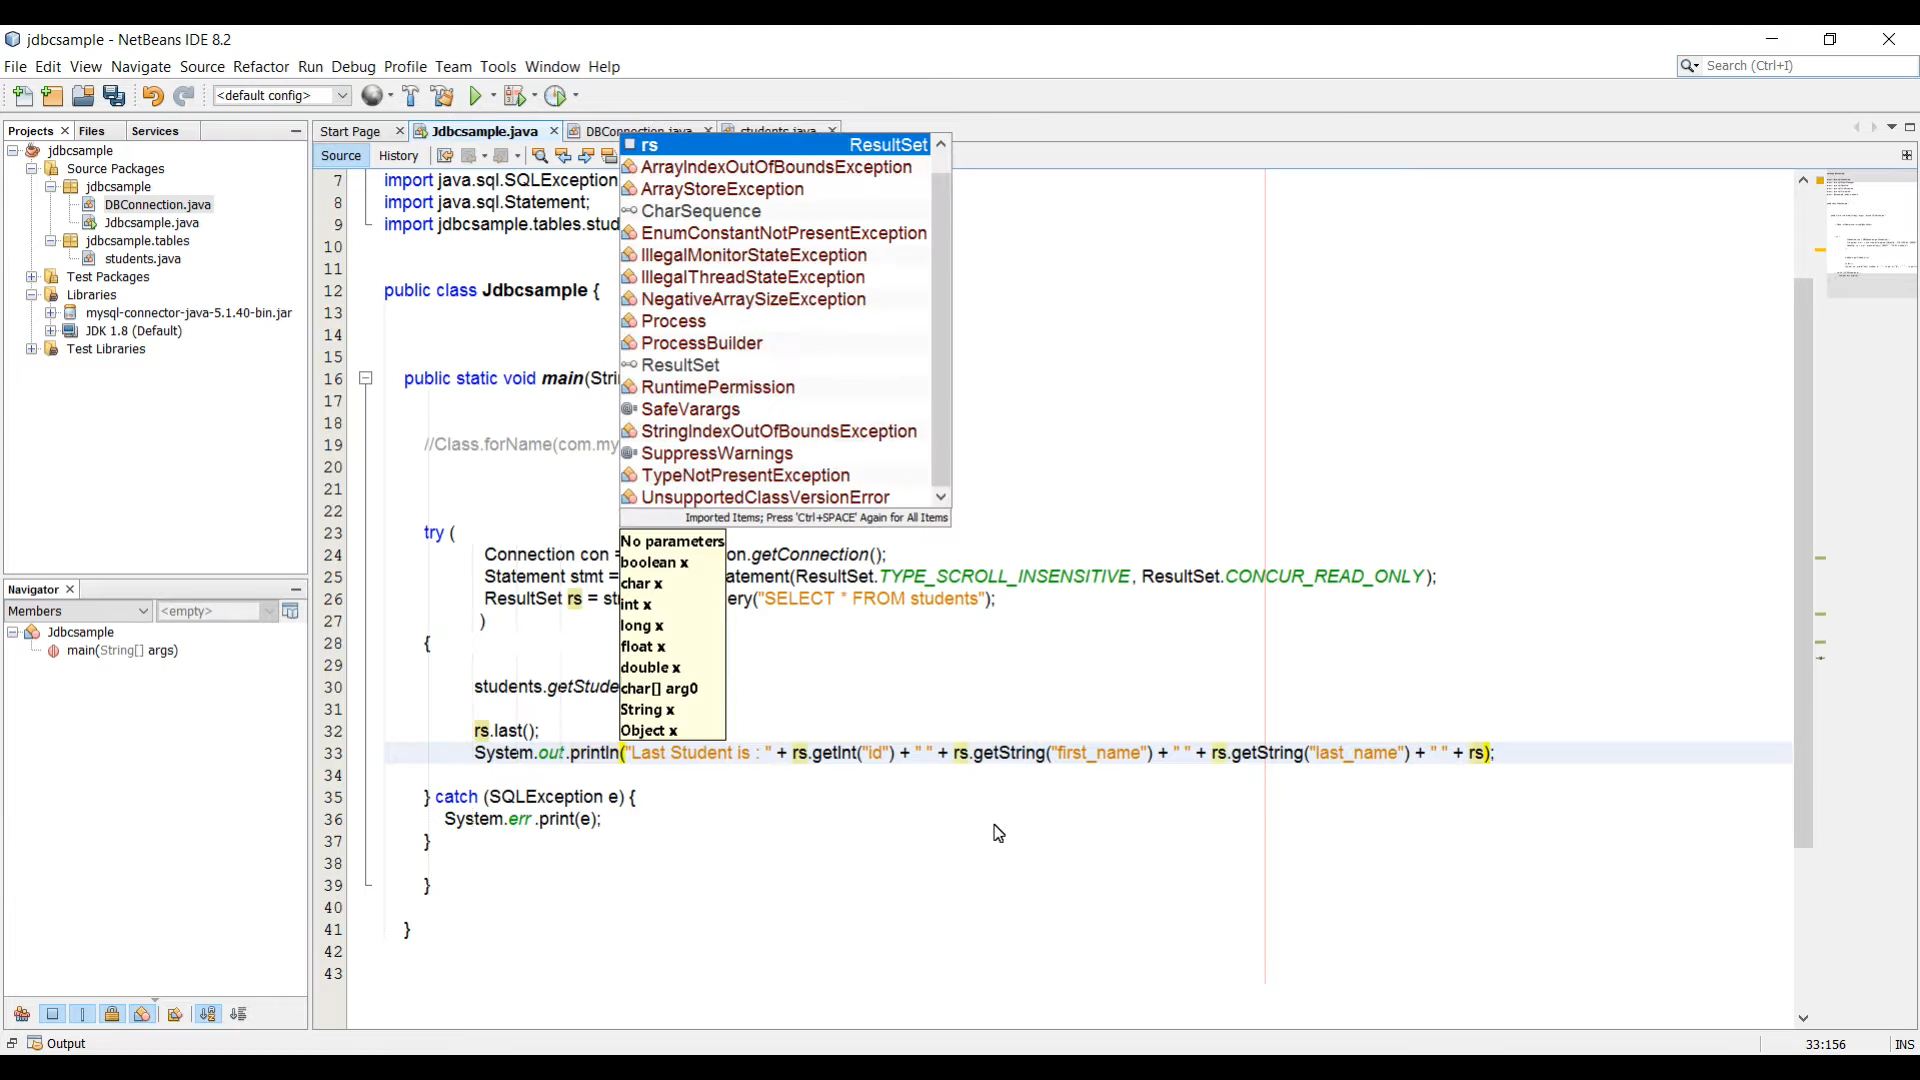 jdbcsample - NetBeans IDE 8.2
File Edit View Navigate Source Refactor Run Debug Profile Team Tools Window Help
Search (Ctrl+I)
<default config>
Projects Files Services
Start Page Jdbcsample.java DBConnection.java students.java
Source History
jdbcsample
Source Packages
jdbcsample
DBConnection.java
Jdbcsample.java
jdbcsample.tables
students.java
Test Packages
Libraries
mysql-connector-java-5.1.40-bin.jar
JDK 1.8 (Default)
Test Libraries
Navigator
Members <empty>
Jdbcsample
main(String[] args)
rs ResultSet
ArrayIndexOutOfBoundsException
ArrayStoreException
CharSequence
EnumConstantNotPresentException
IllegalMonitorStateException
IllegalThreadStateException
NegativeArraySizeException
Process
ProcessBuilder
ResultSet
RuntimePermission
SafeVarargs
StringIndexOutOfBoundsException
SuppressWarnings
TypeNotPresentException
UnsupportedClassVersionError
Imported Items; Press 'Ctrl+SPACE' Again for All Items
No parameters
boolean x
char x
int x
long x
float x
double x
char[] arg0
String x
Object x
7 import java.sql.SQLException
8 import java.sql.Statement;
9 import jdbcsample.tables.stud
10
11
12 public class Jdbcsample {
13
14
15
16 public static void main(Strin
17
18
19 //Class.forName(com.my
20
21
22
23 try (
24 Connection con = on.getConnection();
25 Statement stmt = atement(ResultSet.TYPE_SCROLL_INSENSITIVE, ResultSet.CONCUR_READ_ONLY);
26 ResultSet rs = st ery("SELECT * FROM students");
27 )
28 {
29
30 students.getStude
31
32 rs.last();
33 System.out.println("Last Student is : " + rs.getInt("id") + " " + rs.getString("first_name") + " " + rs.getString("last_name") + " " + rs);
34
35 } catch (SQLException e) {
36 System.err.print(e);
37 }
38
39 }
40
41 }
42
43
Output
33:156 INS